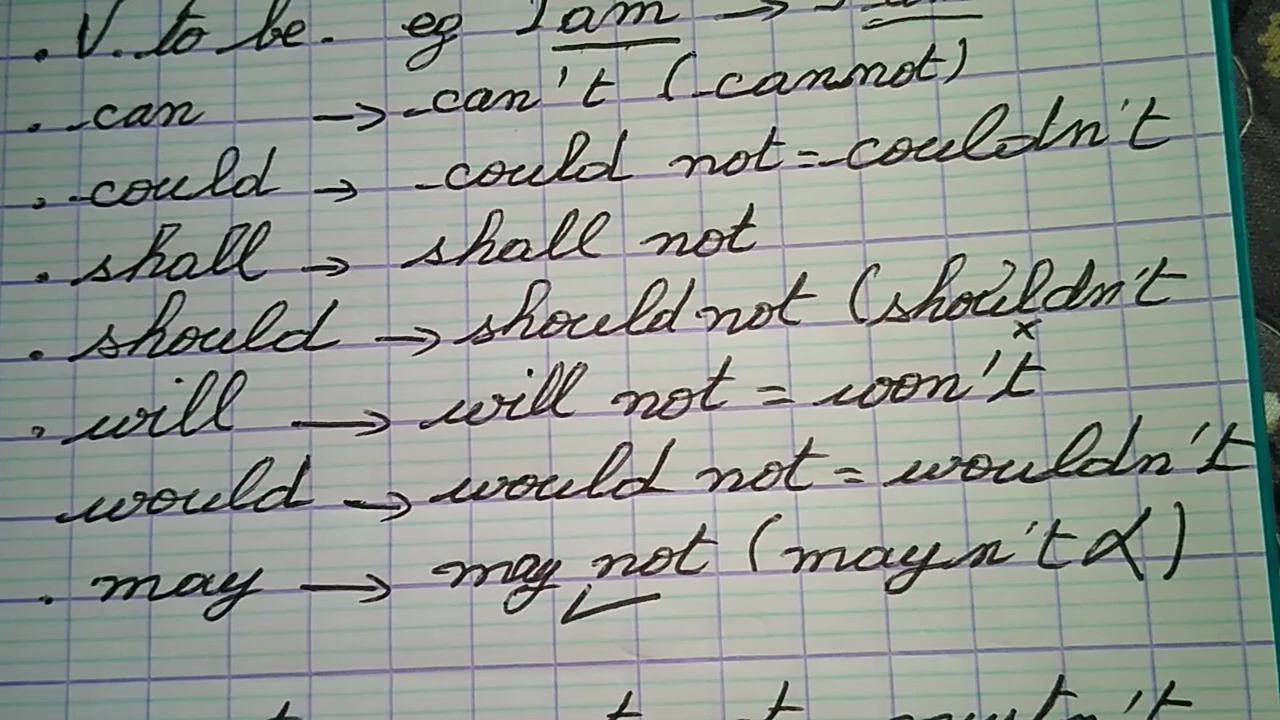 . V. to be. eg I am →
. can → can't (cannot)
. could → could not = couldn't
. shall → shall not
. should → should not (shouldn't
x
. will → will not = won't
would → would not = wouldn't
. may → may not (mayn't x)